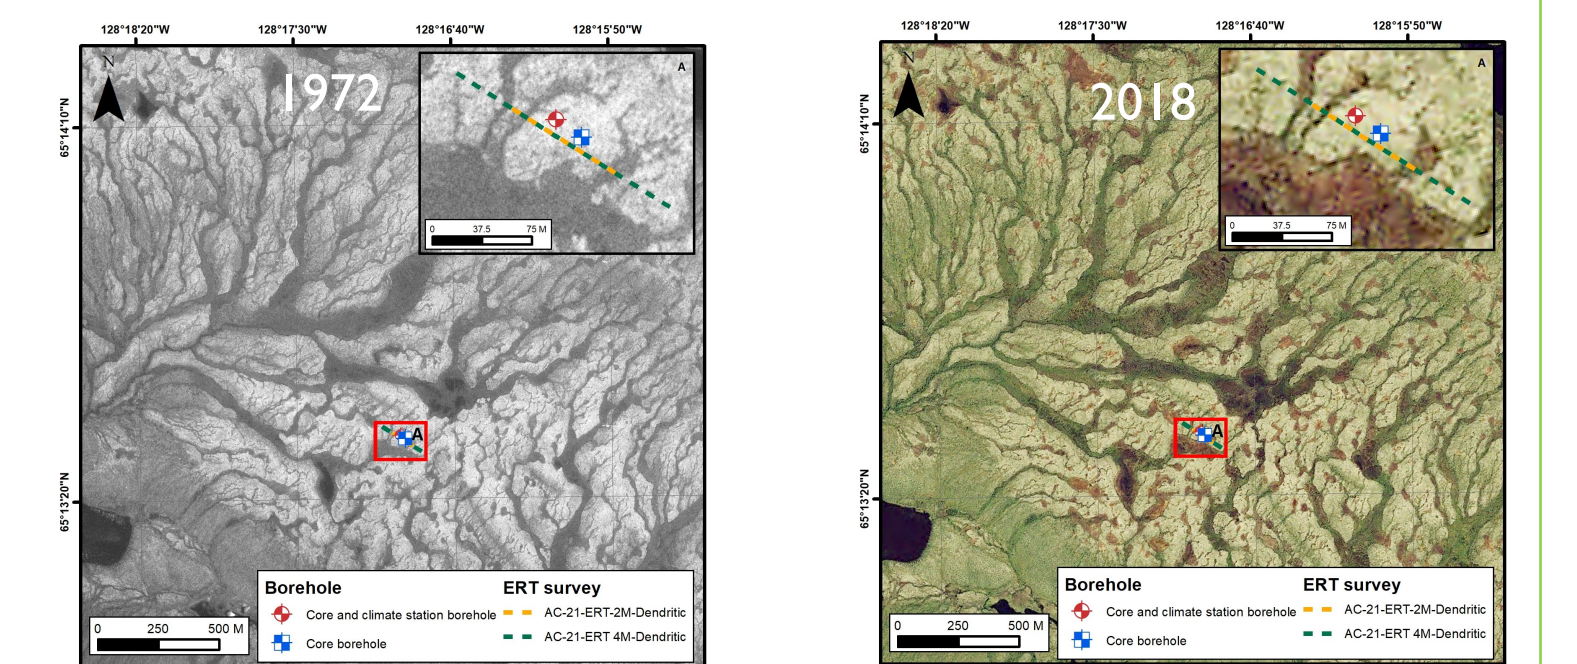 128°18'20"W 128°17'30"W 128°16'40"W 128°15'50"W
N
1972
A
65°14'10"N
0 37.5 75 M
A
65°13'20"N
Borehole
Core and climate station borehole
Core borehole
ERT survey
AC-21-ERT-2M-Dendritic
AC-21-ERT 4M-Dendritic
0 250 500 M
128°18'20"W 128°17'30"W 128°16'40"W 128°15'50"W
N
2018
A
65°14'10"N
0 37.5 75 M
A
65°13'20"N
Borehole
Core and climate station borehole
Core borehole
ERT survey
AC-21-ERT-2M-Dendritic
AC-21-ERT 4M-Dendritic
0 250 500 M